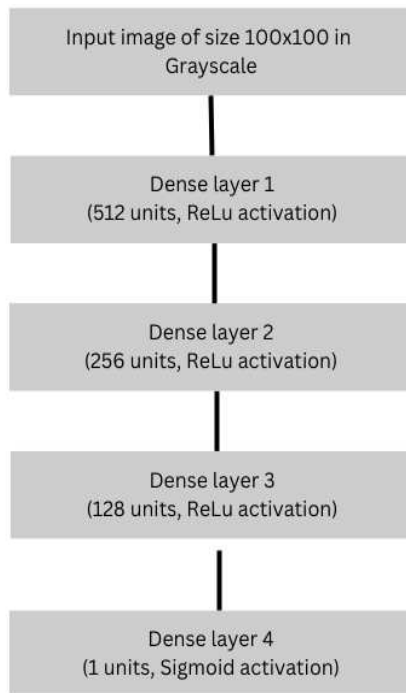 Input image of size 100x100 in
Grayscale
Dense layer 1
(512 units, ReLu activation)
Dense layer 2
(256 units, ReLu activation)
Dense layer 3
(128 units, ReLu activation)
Dense layer 4
(1 units, Sigmoid activation)